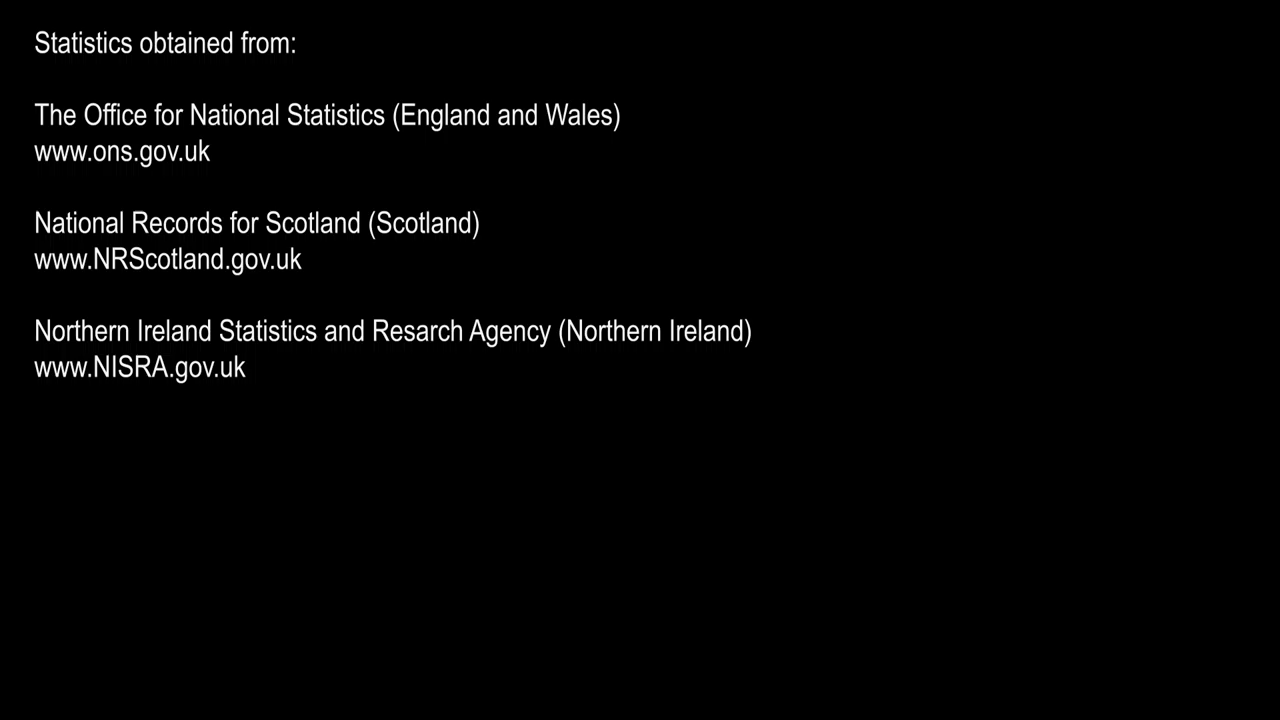 Statistics obtained from:
The Office for National Statistics (England and Wales)
www.ons.gov.uk
National Records for Scotland (Scotland)
www.NRScotland.gov.uk
Northern Ireland Statistics and Resarch Agency (Northern Ireland)
www.NISRA.gov.uk